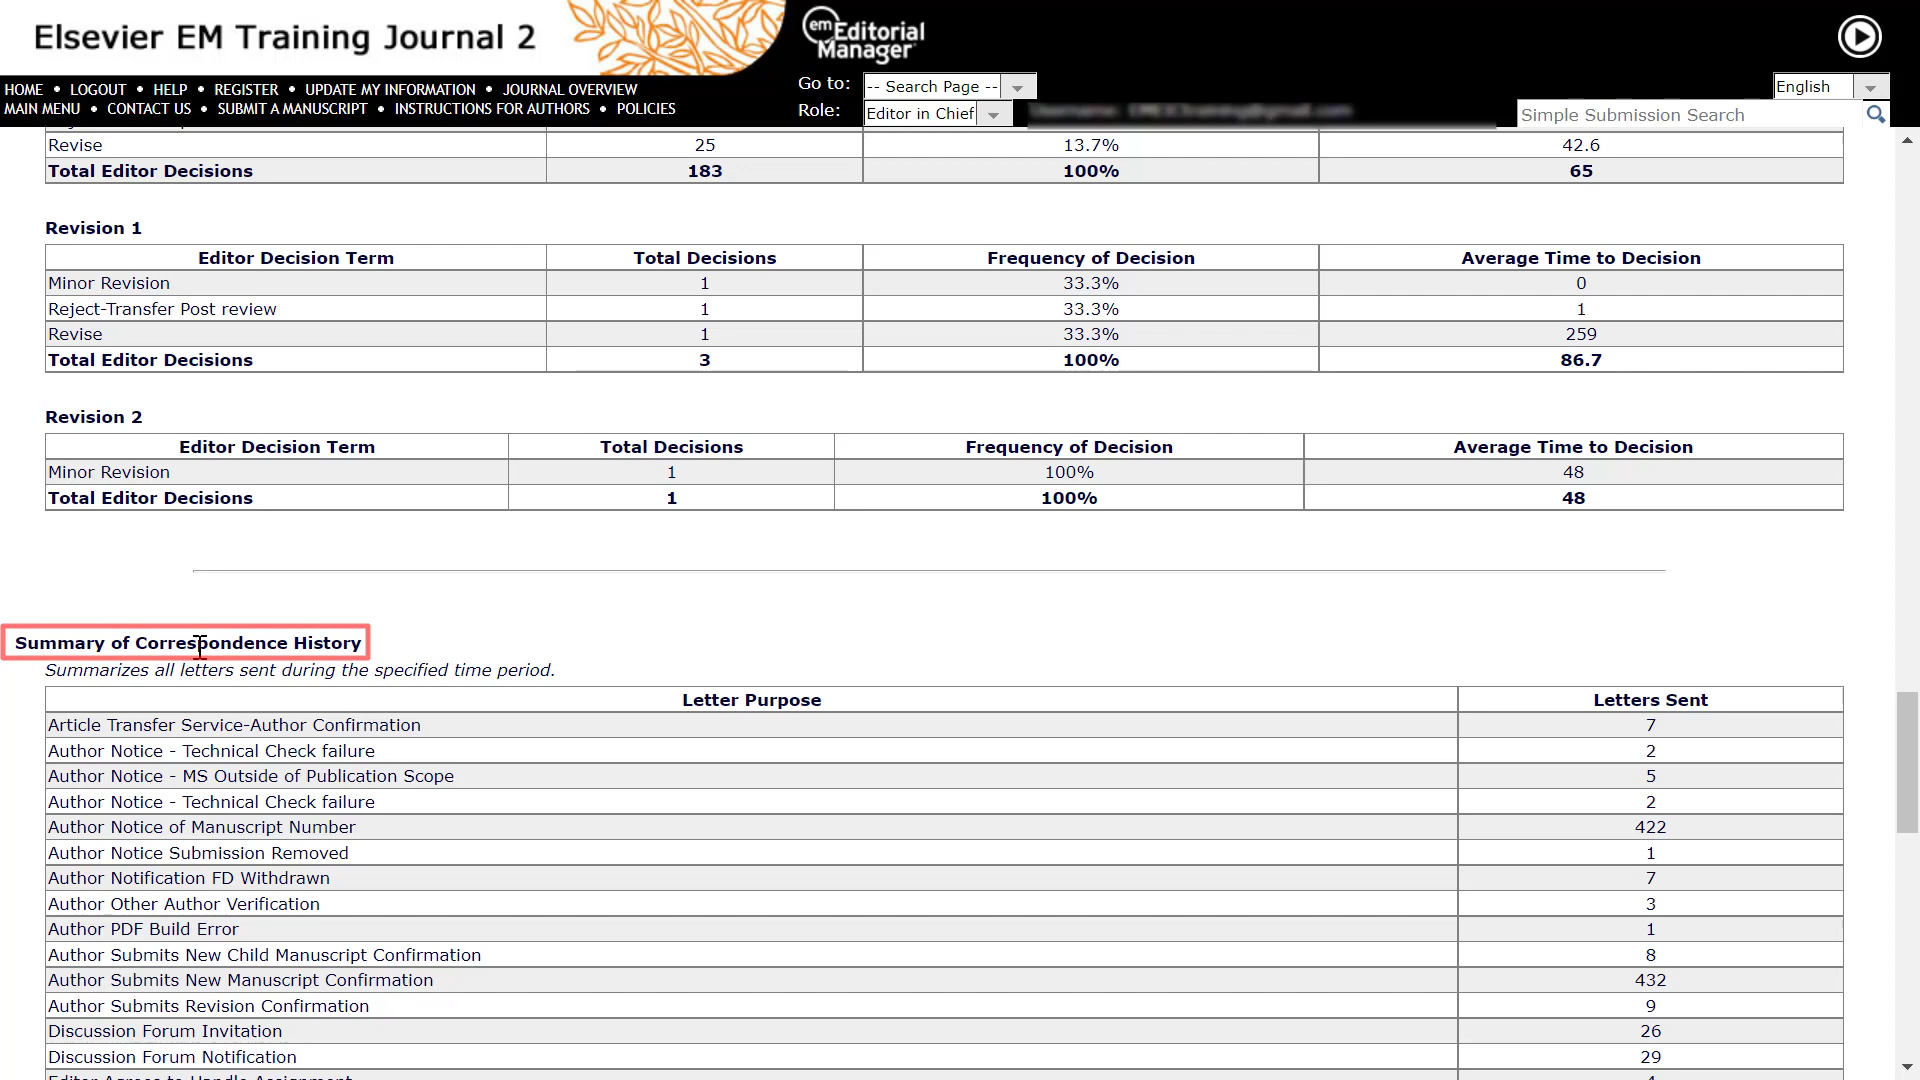 Elsevier EM Training Journal 2
em Editorial Manager®
HOME • LOGOUT • HELP • REGISTER • UPDATE MY INFORMATION • JOURNAL OVERVIEW
MAIN MENU • CONTACT US • SUBMIT A MANUSCRIPT • INSTRUCTIONS FOR AUTHORS • POLICIES
Go to: -- Search Page --
Role: Editor in Chief
English
Simple Submission Search
Revise 25 13.7% 42.6
Total Editor Decisions 183 100% 65
Revision 1
Editor Decision Term Total Decisions Frequency of Decision Average Time to Decision
Minor Revision 1 33.3% 0
Reject-Transfer Post review 1 33.3% 1
Revise 1 33.3% 259
Total Editor Decisions 3 100% 86.7
Revision 2
Editor Decision Term Total Decisions Frequency of Decision Average Time to Decision
Minor Revision 1 100% 48
Total Editor Decisions 1 100% 48
Summary of Correspondence History
Summarizes all letters sent during the specified time period.
Letter Purpose Letters Sent
Article Transfer Service-Author Confirmation 7
Author Notice - Technical Check failure 2
Author Notice - MS Outside of Publication Scope 5
Author Notice - Technical Check failure 2
Author Notice of Manuscript Number 422
Author Notice Submission Removed 1
Author Notification FD Withdrawn 7
Author Other Author Verification 3
Author PDF Build Error 1
Author Submits New Child Manuscript Confirmation 8
Author Submits New Manuscript Confirmation 432
Author Submits Revision Confirmation 9
Discussion Forum Invitation 26
Discussion Forum Notification 29
Editor Agrees to Handle Assignment